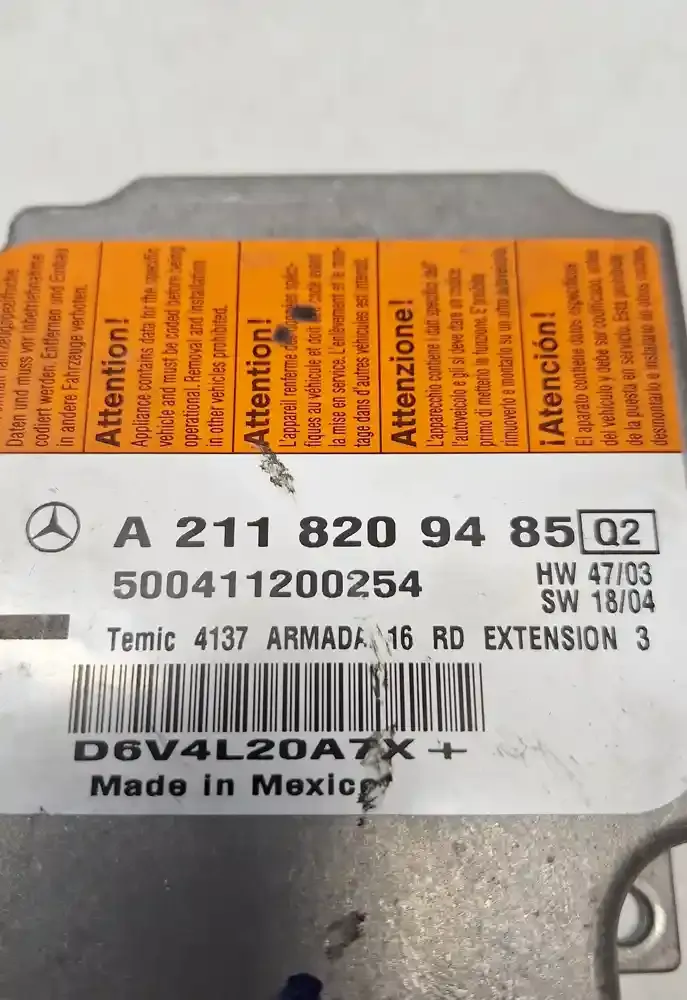 Daten und muss vor Inbetriebnahme
codiert werden. Entfernen und Einbau
in andere Fahrzeuge verboten.
Attention!
Appliance contains data for the specific
vehicle and must be coded before being
operational. Removal and installation
in other vehicles prohibited.
Attention!
L'appareil renferme
fiques au véhicule et doit être codé avant
la mise en service. L'enlèvement et le mon-
tage dans d'autres véhicules est interdit.
Attenzione!
L'apparecchio contiene i dati specifici dell'
l'autoveicolo e gli si deve dare un codice
primo di metterlo in funzione. E'proibito
rimuoverlo e montarlo su un altro autoveicolo.
¡Atención!
El aparato contiene datos específicos
del vehículo y debe ser codificado antes
de la puesta en servicio. Está prohibido
desmontarlo e instalarlo en otros coches.
A 211 820 94 85 Q2
500411200254
HW 47/03
SW 18/04
Temic 4137 ARMADA 16 RD EXTENSION 3
D6V4L20A7X+
Made in Mexico